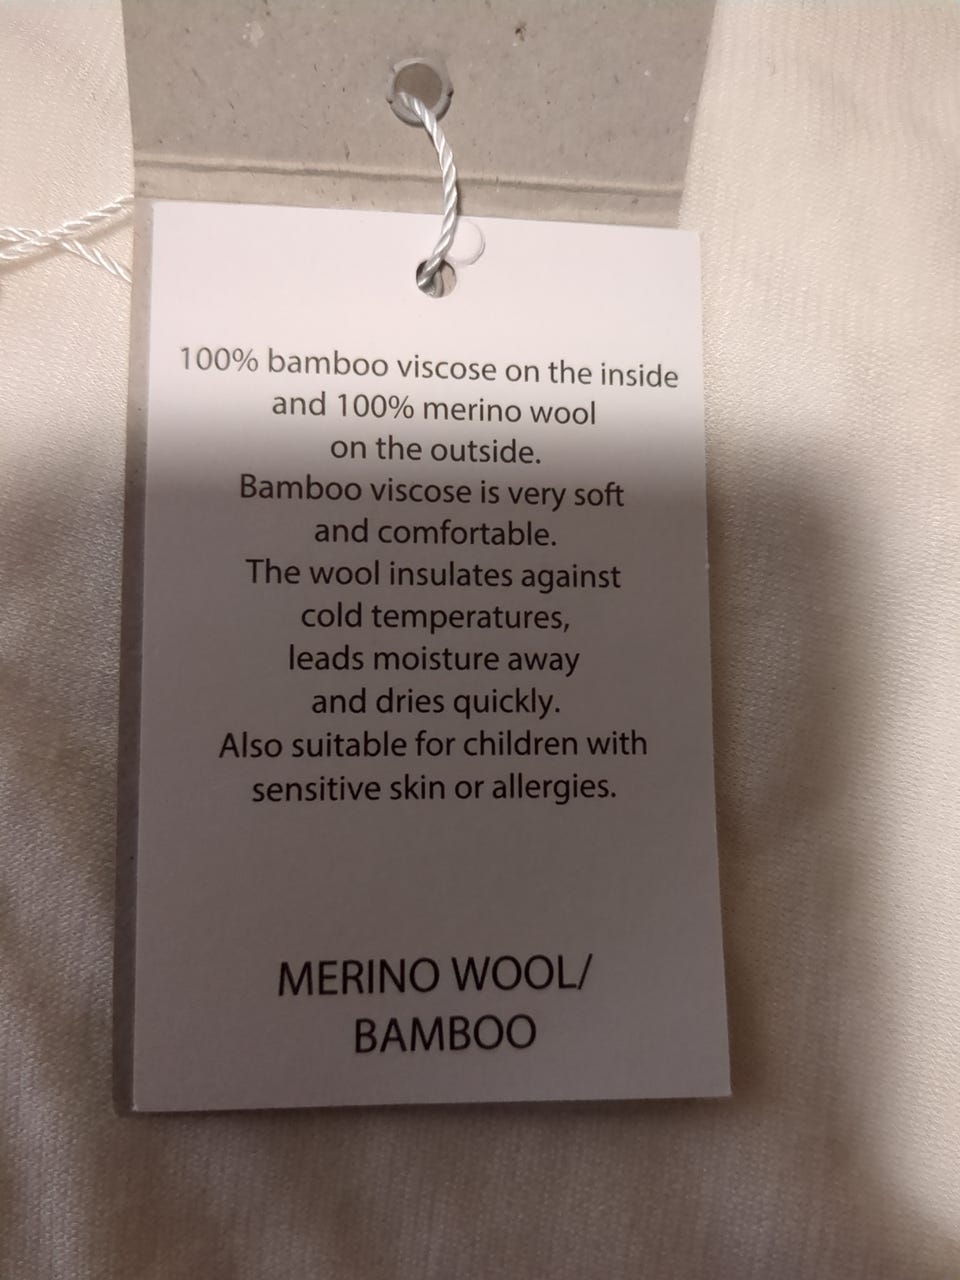 100% bamboo viscose on the inside
and 100% merino wool
on the outside.
Bamboo viscose is very soft
and comfortable.
The wool insulates against
cold temperatures,
leads moisture away
and dries quickly.
Also suitable for children with
sensitive skin or allergies.
MERINO WOOL/
BAMBOO